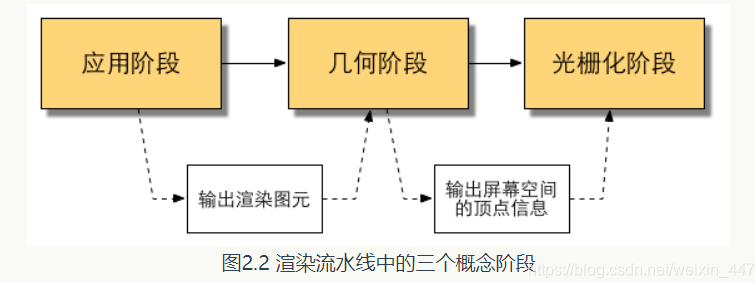 应用阶段
几何阶段
光栅化阶段
输出渲染图元
输出屏幕空间
的顶点信息
图2.2 渲染流水线中的三个概念阶段
https://blog.csdn.net/weixin_447